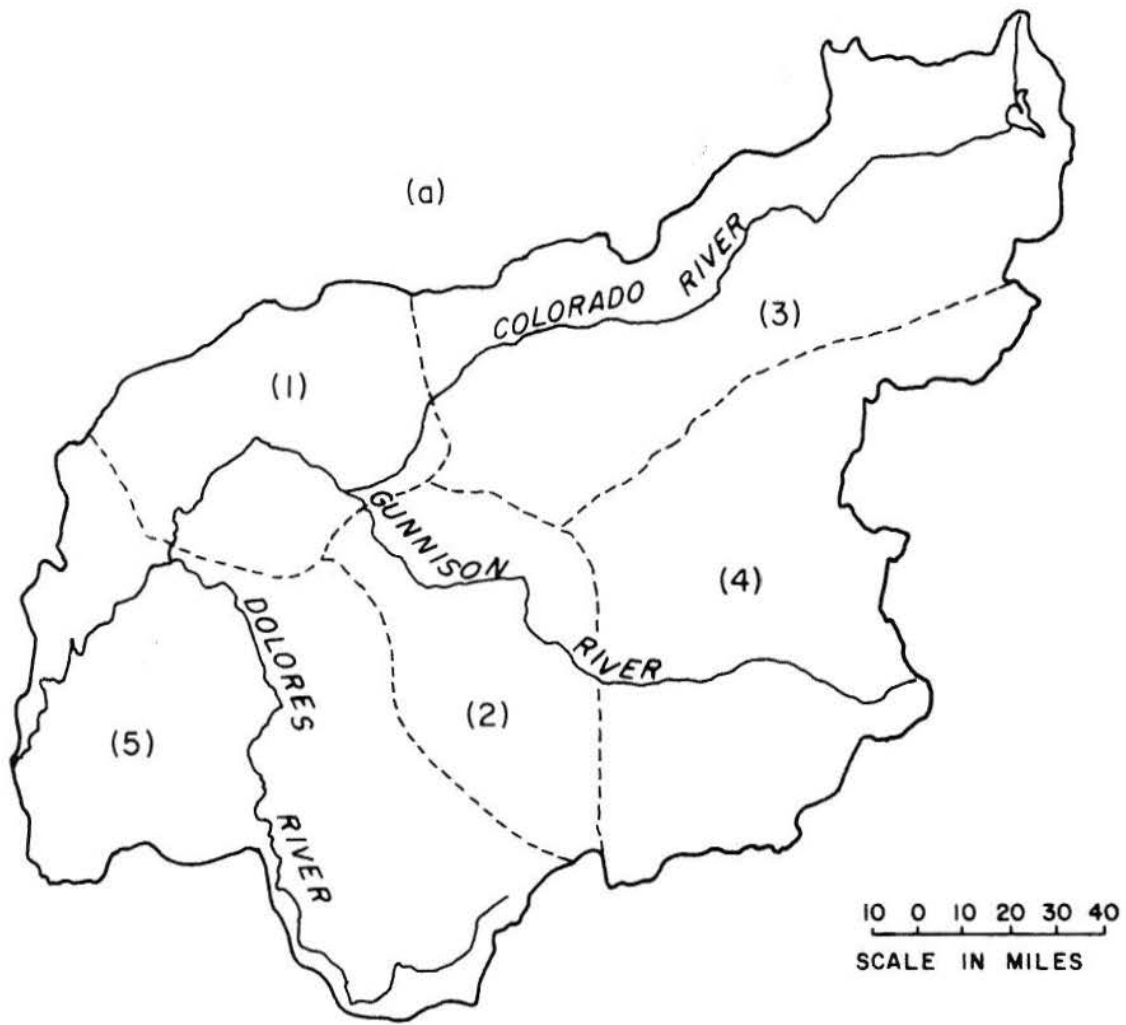 (a)
COLORADO RIVER
(3)
(1)
GUNNISON RIVER
(4)
DOLORES RIVER
(2)
(5)
10 0 10 20 30 40
SCALE IN MILES